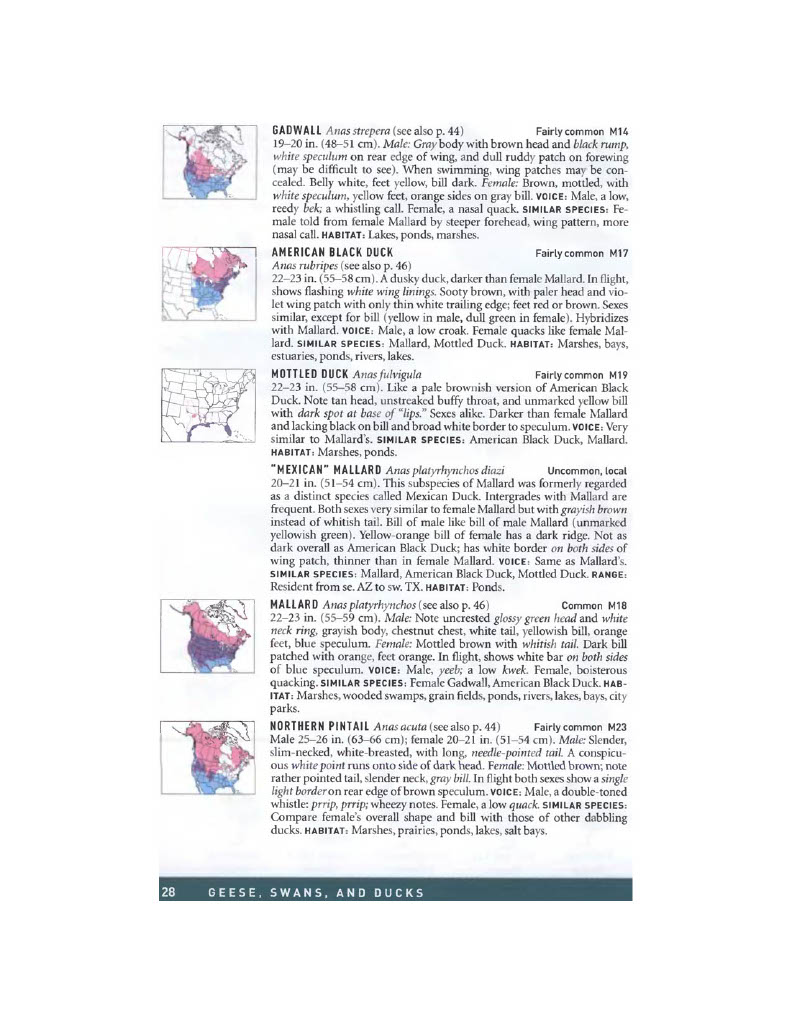 GADWALL Anas strepera (see also p. 44) Fairly common M14
19–20 in. (48–51 cm). Male: Gray body with brown head and black rump,
white speculum on rear edge of wing, and dull ruddy patch on forewing
(may be difficult to see). When swimming, wing patches may be con-
cealed. Belly white, feet yellow, bill dark. Female: Brown, mottled, with
white speculum, yellow feet, orange sides on gray bill. VOICE: Male, a low,
reedy bek; a whistling call. Female, a nasal quack. SIMILAR SPECIES: Fe-
male told from female Mallard by steeper forehead, wing pattern, more
nasal call. HABITAT: Lakes, ponds, marshes.
AMERICAN BLACK DUCK Fairly common M17
Anas rubripes (see also p. 46)
22–23 in. (55–58 cm). A dusky duck, darker than female Mallard. In flight,
shows flashing white wing linings. Sooty brown, with paler head and vio-
let wing patch with only thin white trailing edge; feet red or brown. Sexes
similar, except for bill (yellow in male, dull green in female). Hybridizes
with Mallard. VOICE: Male, a low croak. Female quacks like female Mal-
lard. SIMILAR SPECIES: Mallard, Mottled Duck. HABITAT: Marshes, bays,
estuaries, ponds, rivers, lakes.
MOTTLED DUCK Anas fulvigula Fairly common M19
22–23 in. (55–58 cm). Like a pale brownish version of American Black
Duck. Note tan head, unstreaked buffy throat, and unmarked yellow bill
with dark spot at base of "lips." Sexes alike. Darker than female Mallard
and lacking black on bill and broad white border to speculum. VOICE: Very
similar to Mallard's. SIMILAR SPECIES: American Black Duck, Mallard.
HABITAT: Marshes, ponds.
"MEXICAN" MALLARD Anas platyrhynchos diazi Uncommon, local
20–21 in. (51–54 cm). This subspecies of Mallard was formerly regarded
as a distinct species called Mexican Duck. Intergrades with Mallard are
frequent. Both sexes very similar to female Mallard but with grayish brown
instead of whitish tail. Bill of male like bill of male Mallard (unmarked
yellowish green). Yellow-orange bill of female has a dark ridge. Not as
dark overall as American Black Duck; has white border on both sides of
wing patch, thinner than in female Mallard. VOICE: Same as Mallard's.
SIMILAR SPECIES: Mallard, American Black Duck, Mottled Duck. RANGE:
Resident from se. AZ to sw. TX. HABITAT: Ponds.
MALLARD Anas platyrhynchos (see also p. 46) Common M18
22–23 in. (55–59 cm). Male: Note uncrested glossy green head and white
neck ring, grayish body, chestnut chest, white tail, yellowish bill, orange
feet, blue speculum. Female: Mottled brown with whitish tail. Dark bill
patched with orange, feet orange. In flight, shows white bar on both sides
of blue speculum. VOICE: Male, yeeb; a low kwek. Female, boisterous
quacking. SIMILAR SPECIES: Female Gadwall, American Black Duck. HAB-
ITAT: Marshes, wooded swamps, grain fields, ponds, rivers, lakes, bays, city
parks.
NORTHERN PINTAIL Anas acuta (see also p. 44) Fairly common M23
Male 25–26 in. (63–66 cm); female 20–21 in. (51–54 cm). Male: Slender,
slim-necked, white-breasted, with long, needle-pointed tail. A conspicu-
ous white point runs onto side of dark head. Female: Mottled brown; note
rather pointed tail, slender neck, gray bill. In flight both sexes show a single
light border on rear edge of brown speculum. VOICE: Male, a double-toned
whistle: prrip, prrip; wheezy notes. Female, a low quack. SIMILAR SPECIES:
Compare female's overall shape and bill with those of other dabbling
ducks. HABITAT: Marshes, prairies, ponds, lakes, salt bays.
28 GEESE, SWANS, AND DUCKS